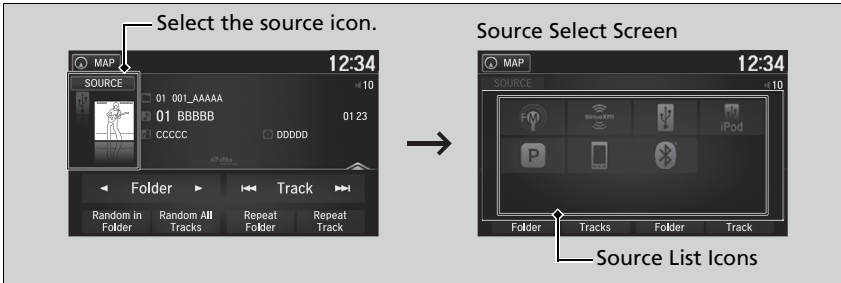 Select the source icon.
MAP
12:34
SOURCE
10
01 001_AAAAA
01 BBBBB
01 23
CCCCC
DDDDD
Folder
Track
Random in Folder
Random All Tracks
Repeat Folder
Repeat Track
Source Select Screen
MAP
12:34
SOURCE
10
FM
SiriusXM
iPod
P
Folder
Tracks
Folder
Track
Source List Icons